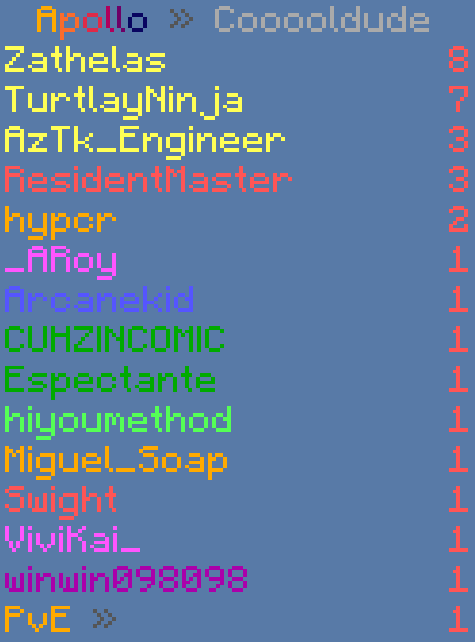 Apollo » Cooooldude
Zathelas 8
TurtlayNinja 7
AzTk_Engineer 3
ResidentMaster 3
hypcr 2
_ARoy 1
Arcanekid 1
CUHZINCOMIC 1
Espectante 1
hiyoumethod 1
Miguel_Soap 1
Swight 1
ViviKai_ 1
winwin098098 1
PvE » 1